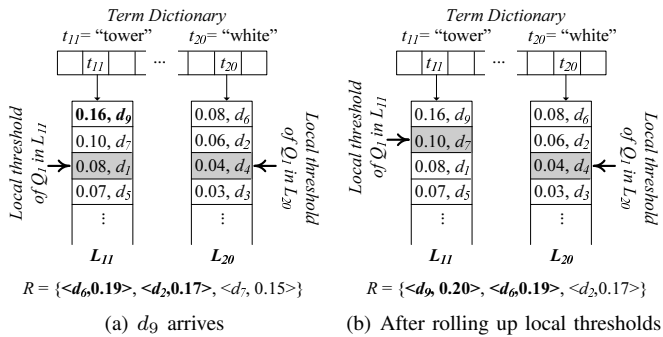 Term Dictionary
t11= “tower” t20= “white”
t11 ... t20
0.16, d9
0.10, d7
0.08, d1
0.07, d5
⋮
L11
0.08, d6
0.06, d2
0.04, d4
0.03, d3
⋮
L20
Local threshold
of Q1 in L11
Local threshold
of Q1 in L20
R = {<d6,0.19>, <d2,0.17>, <d7, 0.15>}
(a) d9 arrives
Term Dictionary
t11= “tower” t20= “white”
t11 ... t20
0.16, d9
0.10, d7
0.08, d1
0.07, d5
⋮
L11
0.08, d6
0.06, d2
0.04, d4
0.03, d3
⋮
L20
Local threshold
of Q1 in L11
Local threshold
of Q1 in L20
R = {<d9, 0.20>, <d6,0.19>, <d2,0.17>}
(b) After rolling up local thresholds